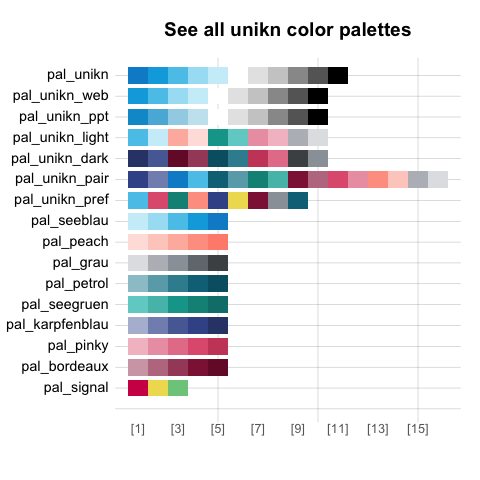 See all unikn color palettes
pal_unikn
pal_unikn_web
pal_unikn_ppt
pal_unikn_light
pal_unikn_dark
pal_unikn_pair
pal_unikn_pref
pal_seeblau
pal_peach
pal_grau
pal_petrol
pal_seegruen
pal_karpfenblau
pal_pinky
pal_bordeaux
pal_signal
[1] [3] [5] [7] [9] [11] [13] [15]